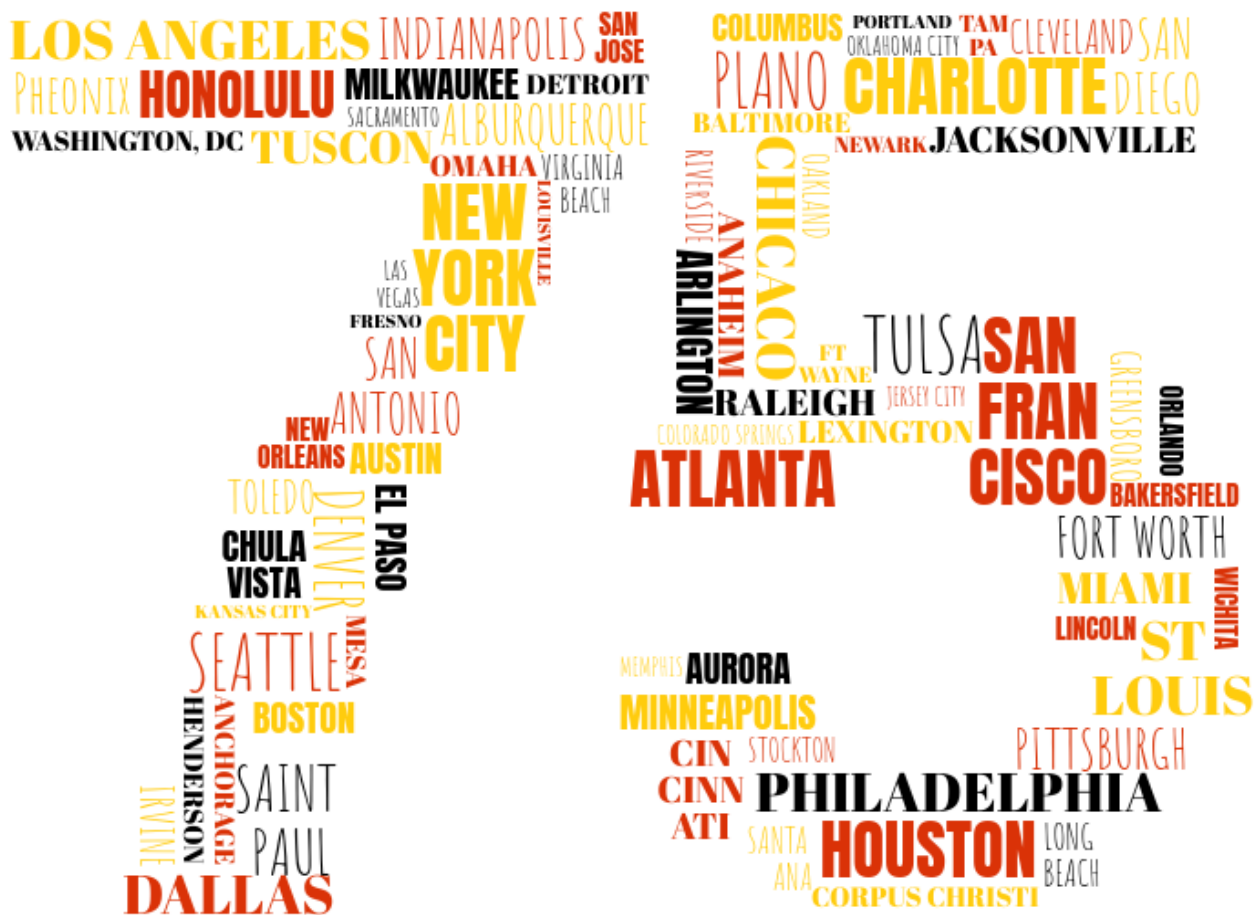 LOS ANGELES
INDIANAPOLIS
SAN
JOSE
PHEONIX
HONOLULU
MILKWAUKEE
DETROIT
SACRAMENTO
ALBURQUERQUE
WASHINGTON, DC
TUSCON
OMAHA
VIRGINIA
BEACH
NEW
YORK
CITY
LOUISVILLE
LAS
VEGAS
FRESNO
SAN
ANTONIO
NEW
ORLEANS
AUSTIN
TOLEDO
DENVER
EL PASO
CHULA
VISTA
KANSAS CITY
MESA
SEATTLE
HENDERSON
ANCHORAGE
BOSTON
SAINT
PAUL
IRVINE
DALLAS
COLUMBUS
PORTLAND
OKLAHOMA CITY
TAM
PA
CLEVELAND
SAN
DIEGO
PLANO
CHARLOTTE
BALTIMORE
NEWARK
JACKSONVILLE
RIVERSIDE
ANAHEIM
CHICACO
OAKLAND
ARLINGTON
FT
WAYNE
TULSA
SAN
FRAN
CISCO
RALEIGH
JERSEY CITY
COLORADO SPRINGS
LEXINGTON
ATLANTA
GREENSBORO
ORLANDO
BAKERSFIELD
FORT WORTH
MIAMI
WICHITA
LINCOLN
ST
LOUIS
PITTSBURGH
MEMPHIS
AURORA
MINNEAPOLIS
CIN
CINN
ATI
STOCKTON
PHILADELPHIA
SANTA
ANA
HOUSTON
LONG
BEACH
CORPUS CHRISTI